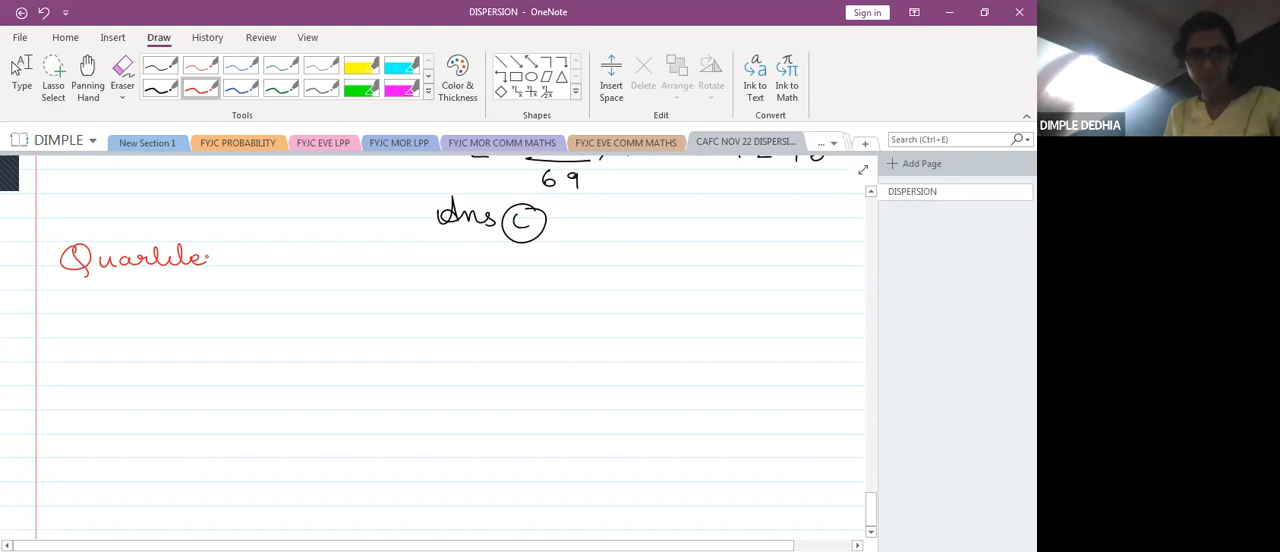 DISPERSION - OneNote
Sign in
File Home Insert Draw History Review View
Type Lasso Select Panning Hand Eraser Color & Thickness Insert Space Delete Arrange Rotate Ink to Text Ink to Math
Tools Shapes Edit Convert
DIMPLE New Section 1 FYJC PROBABILITY FYJC EVE LPP FYJC MOR LPP FYJC MOR COMM MATHS FYJC EVE COMM MATHS CAFC NOV 22 DISPERSI... ... Search (Ctrl+E)
DIMPLE DEDHIA
Add Page
DISPERSION
69
Ans C
Quartile